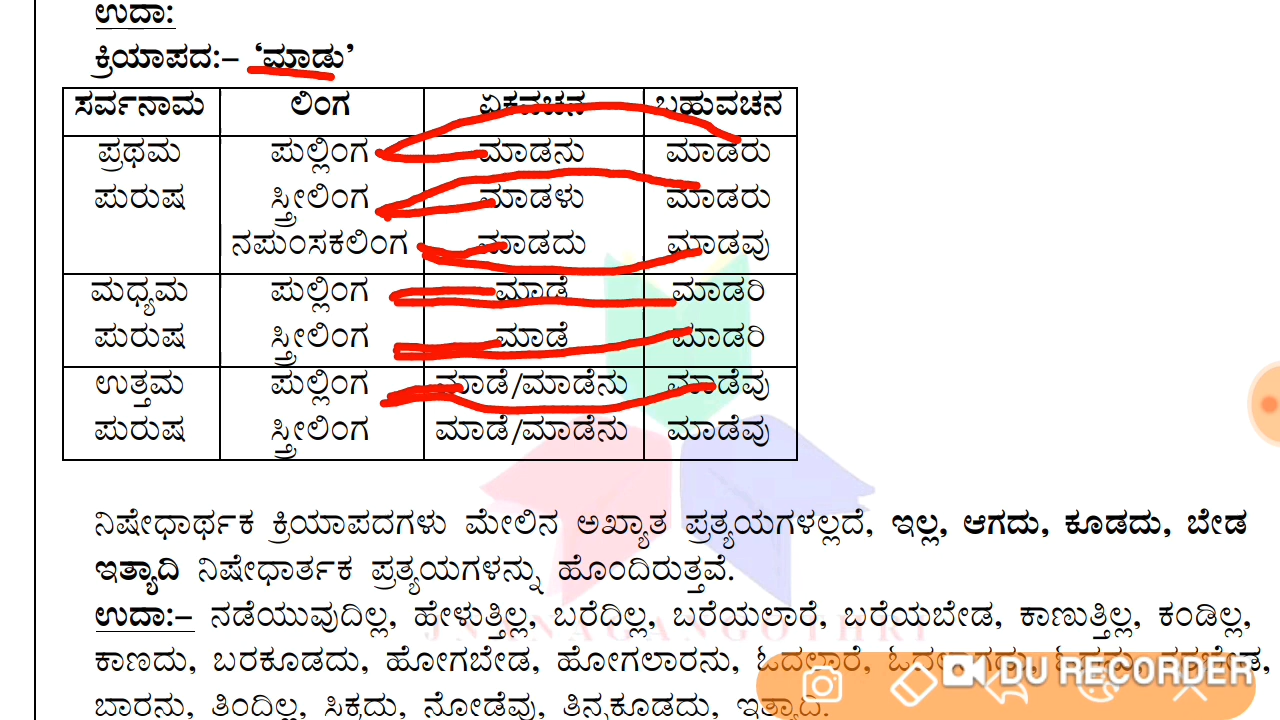 ಉದಾ:
ಕ್ರಿಯಾಪದ:– ‘ಮಾಡು’
ಸರ್ವನಾಮ ಲಿಂಗ ಏಕವಚನ ಬಹುವಚನ
ಪ್ರಥಮ ಪುಲ್ಲಿಂಗ ಮಾಡನು ಮಾಡರು
ಪುರುಷ ಸ್ತ್ರೀಲಿಂಗ ಮಾಡಳು ಮಾಡರು
ನಪುಂಸಕಲಿಂಗ ಮಾಡದು ಮಾಡವು
ಮಧ್ಯಮ ಪುಲ್ಲಿಂಗ ಮಾಡೆ ಮಾಡರಿ
ಪುರುಷ ಸ್ತ್ರೀಲಿಂಗ ಮಾಡೆ ಮಾಡರಿ
ಉತ್ತಮ ಪುಲ್ಲಿಂಗ ಮಾಡೆ/ಮಾಡೆನು ಮಾಡೆವು
ಪುರುಷ ಸ್ತ್ರೀಲಿಂಗ ಮಾಡೆ/ಮಾಡೆನು ಮಾಡೆವು
ನಿಷೇಧಾರ್ಥಕ ಕ್ರಿಯಾಪದಗಳು ಮೇಲಿನ ಅಖ್ಯಾತ ಪ್ರತ್ಯಯಗಳಲ್ಲದೆ, ಇಲ್ಲ, ಆಗದು, ಕೂಡದು, ಬೇಡ
ಇತ್ಯಾದಿ ನಿಷೇಧಾರ್ತಕ ಪ್ರತ್ಯಯಗಳನ್ನು ಹೊಂದಿರುತ್ತವೆ.
ಉದಾ:– ನಡೆಯುವುದಿಲ್ಲ, ಹೇಳುತ್ತಿಲ್ಲ, ಬರೆದಿಲ್ಲ, ಬರೆಯಲಾರೆ, ಬರೆಯಬೇಡ, ಕಾಣುತ್ತಿಲ್ಲ, ಕಂಡಿಲ್ಲ,
JNANAGANGOTHRI
ಕಾಣದು, ಬರಕೂಡದು, ಹೋಗಬೇಡ, ಹೋಗಲಾರನು, ಓದಲಾರೆ,
DU RECORDER
ಬಾರನು, ತಿಂದಿಲ್ಲ, ಸಿಕ್ಕದು, ನೋಡೆವು, ತಿನ್ನಕೂಡದು, ಇತ್ಯಾದಿ.